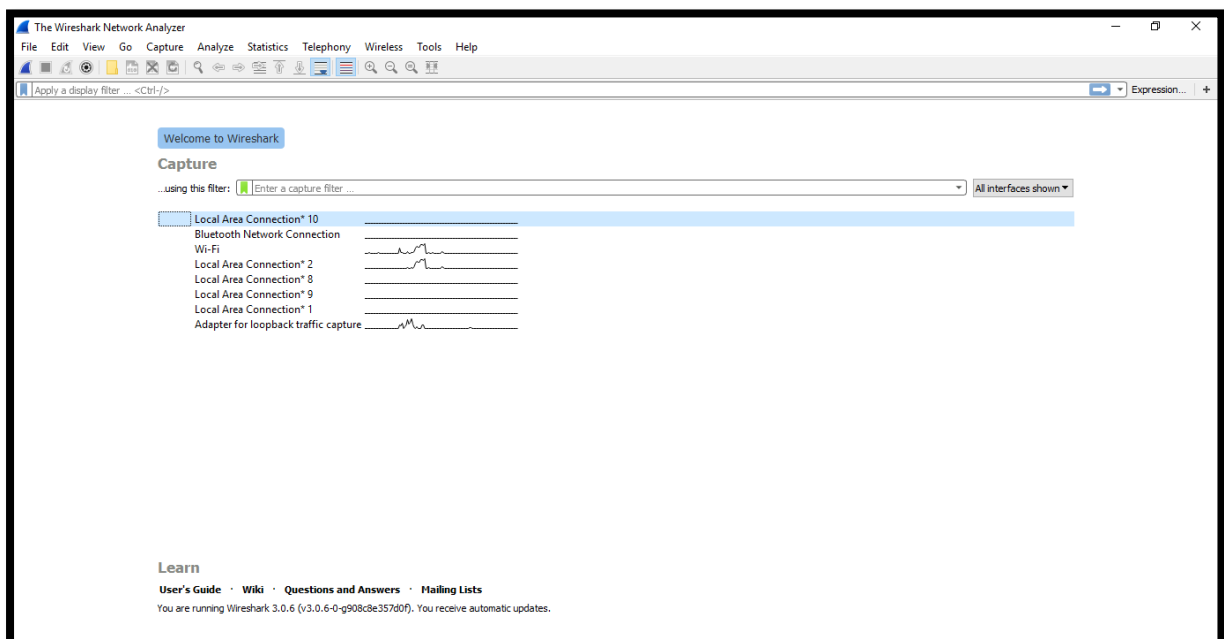 The Wireshark Network Analyzer
File Edit View Go Capture Analyze Statistics Telephony Wireless Tools Help
Apply a display filter ... <Ctrl-/> Expression... +
Welcome to Wireshark
Capture
...using this filter: Enter a capture filter ... All interfaces shown
Local Area Connection* 10
Bluetooth Network Connection
Wi-Fi
Local Area Connection* 2
Local Area Connection* 8
Local Area Connection* 9
Local Area Connection* 1
Adapter for loopback traffic capture
Learn
User's Guide · Wiki · Questions and Answers · Mailing Lists
You are running Wireshark 3.0.6 (v3.0.6-0-g908c8e357d0f). You receive automatic updates.